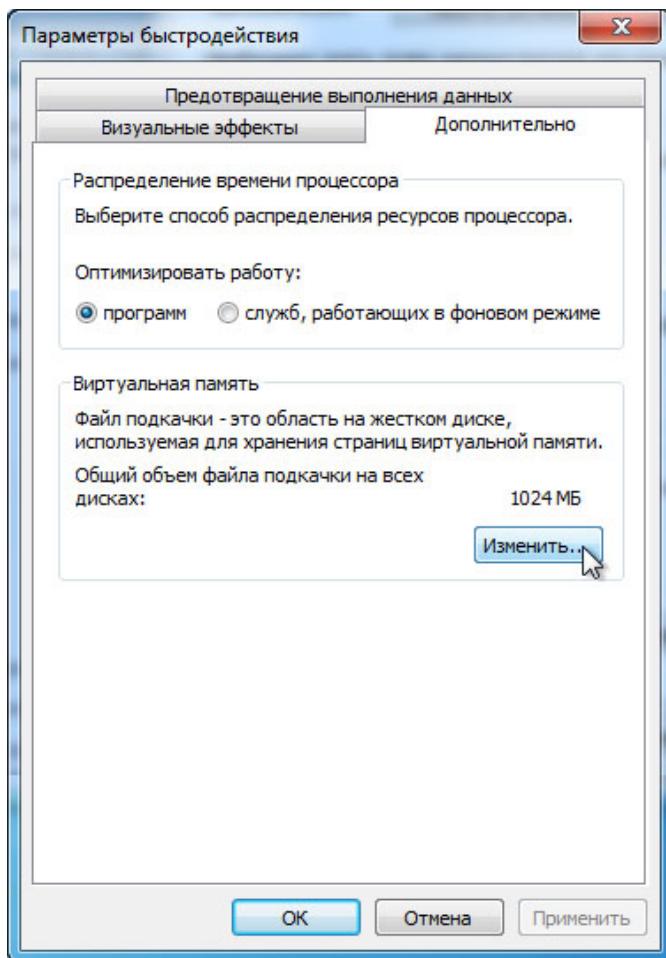 Параметры быстродействия
Предотвращение выполнения данных
Визуальные эффекты
Дополнительно
Распределение времени процессора
Выберите способ распределения ресурсов процессора.
Оптимизировать работу:
программ
служб, работающих в фоновом режиме
Виртуальная память
Файл подкачки - это область на жестком диске,
используемая для хранения страниц виртуальной памяти.
Общий объем файла подкачки на всех
дисках:
1024 МБ
Изменить...
ОК
Отмена
Применить